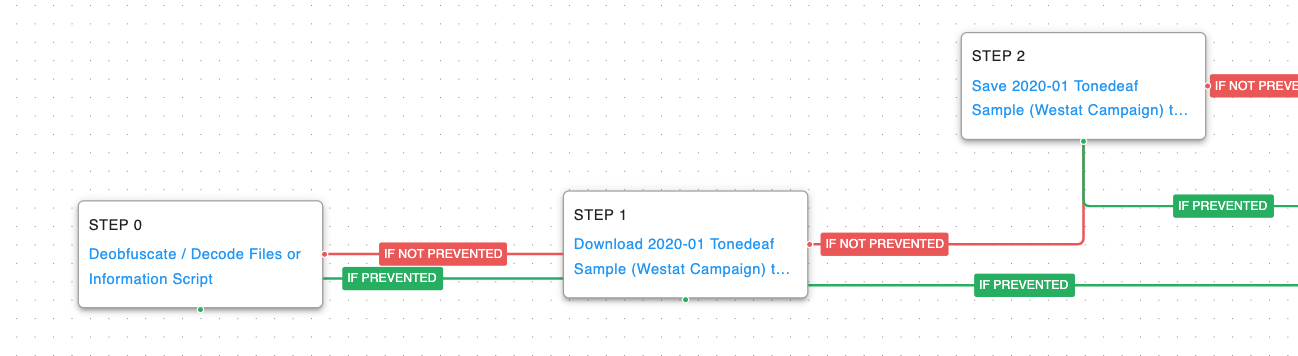 STEP 2
Save 2020-01 Tonedeaf
Sample (Westat Campaign) t...
IF NOT
IF PREVENTED
STEP 0
Deobfuscate / Decode Files or
Information Script
IF NOT PREVENTED
IF PREVENTED
STEP 1
Download 2020-01 Tonedeaf
Sample (Westat Campaign) t...
IF NOT PREVENTED
IF PREVENTED